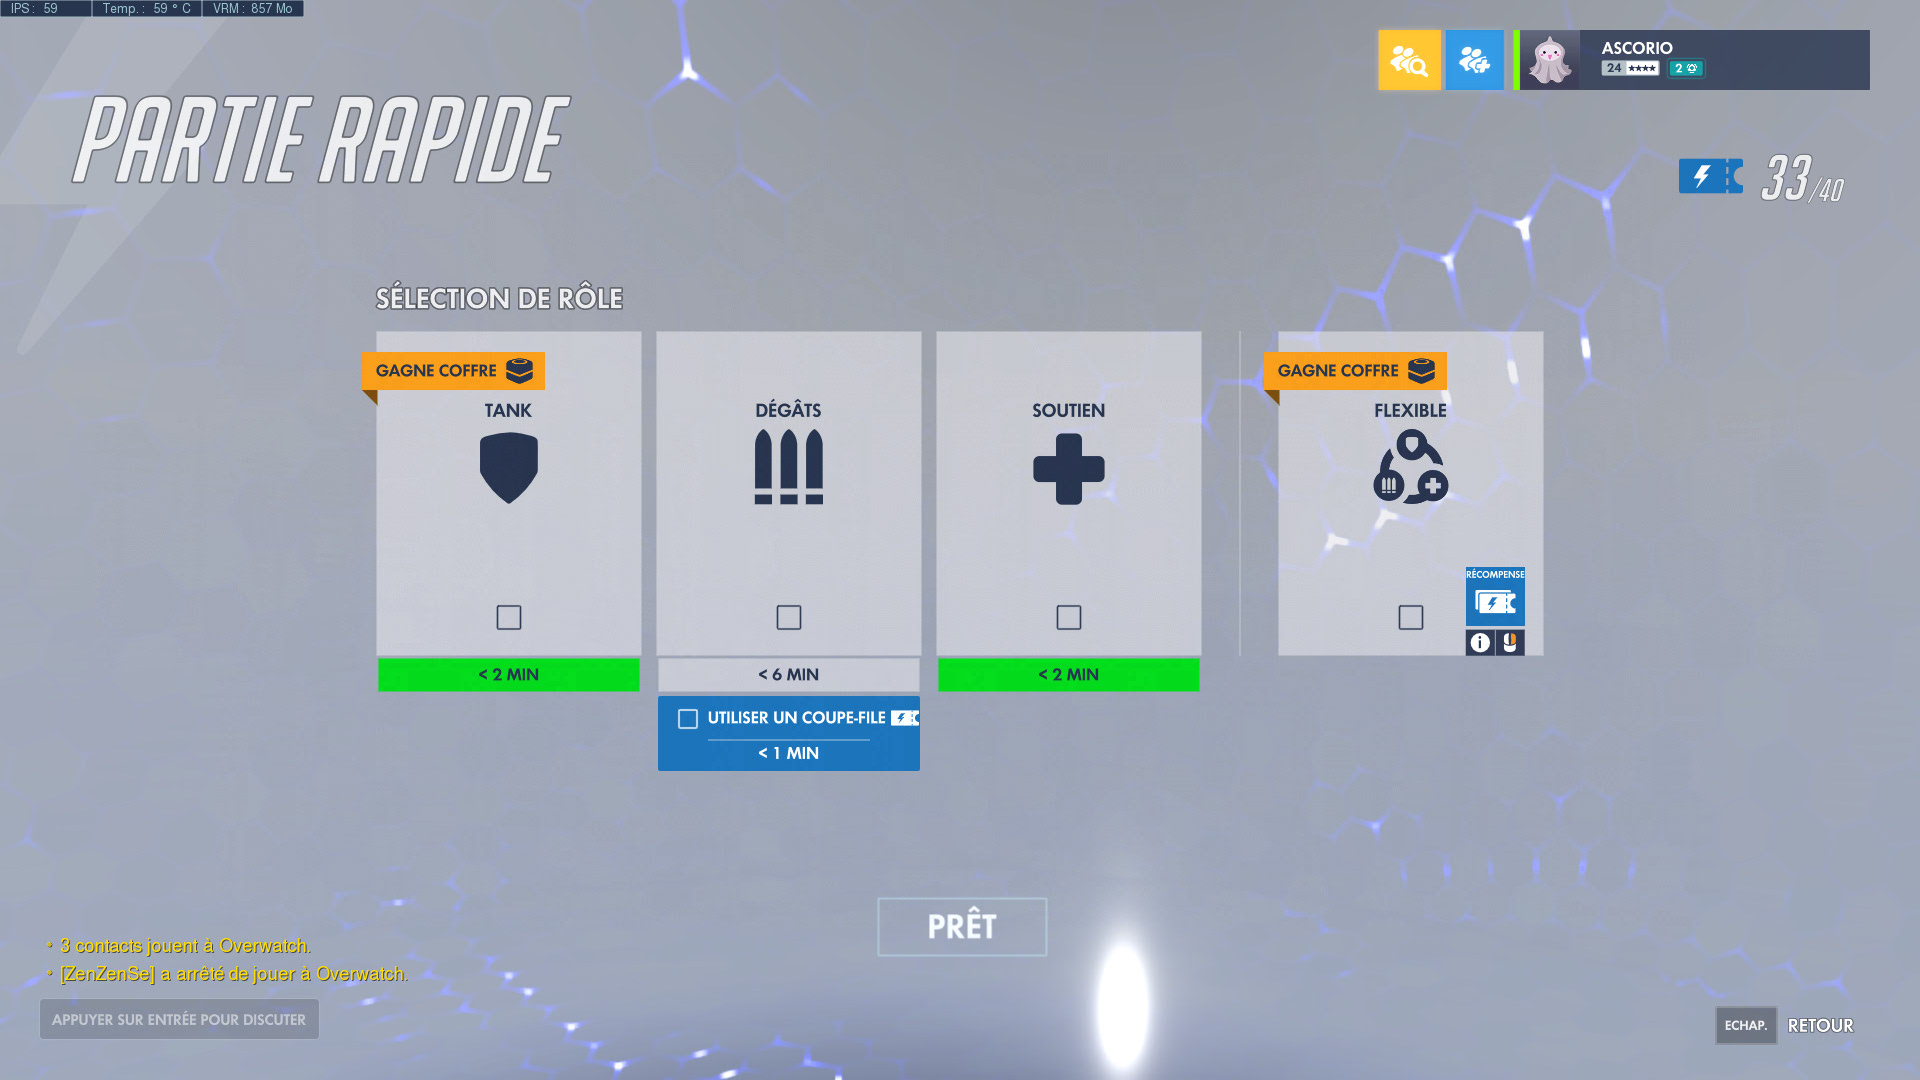 IPS : 59 Temp. : 59 ° C VRM : 857 Mo
ASCORIO
24 ★★★★ 2
PARTIE RAPIDE
33/40
SÉLECTION DE RÔLE
GAGNE COFFRE
TANK
< 2 MIN
DÉGÂTS
< 6 MIN
UTILISER UN COUPE-FILE
< 1 MIN
SOUTIEN
< 2 MIN
GAGNE COFFRE
FLEXIBLE
RÉCOMPENSE
PRÊT
• 3 contacts jouent à Overwatch.
• [ZenZenSe] a arrêté de jouer à Overwatch.
APPUYER SUR ENTRÉE POUR DISCUTER
ECHAP. RETOUR